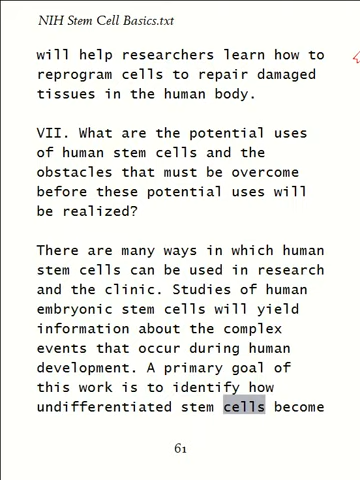 NIH Stem Cell Basics.txt
will help researchers learn how to
reprogram cells to repair damaged
tissues in the human body.
VII. What are the potential uses
of human stem cells and the
obstacles that must be overcome
before these potential uses will
be realized?
There are many ways in which human
stem cells can be used in research
and the clinic. Studies of human
embryonic stem cells will yield
information about the complex
events that occur during human
development. A primary goal of
this work is to identify how
undifferentiated stem cells become
61